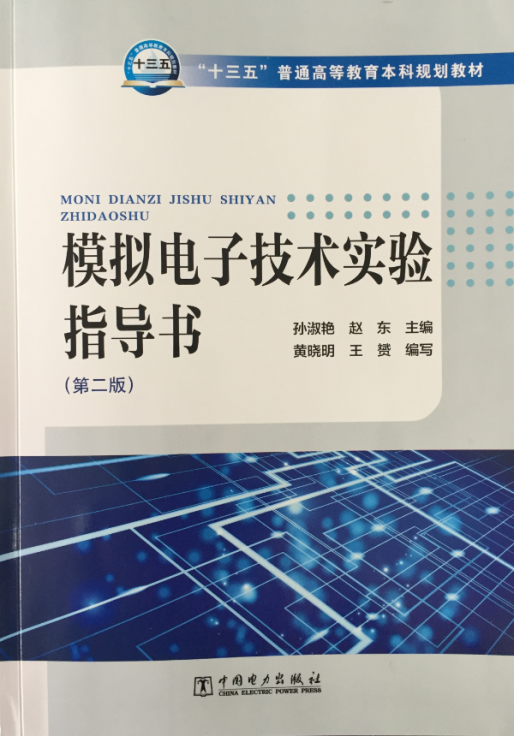 十三五
“十三五”普通高等教育本科规划教材
MONI DIANZI JISHU SHIYAN
ZHIDAOSHU
模拟电子技术实验
指导书
(第二版)
孙淑艳 赵 东 主编
黄晓明 王 赟 编写
中国电力出版社
CHINA ELECTRIC POWER PRESS